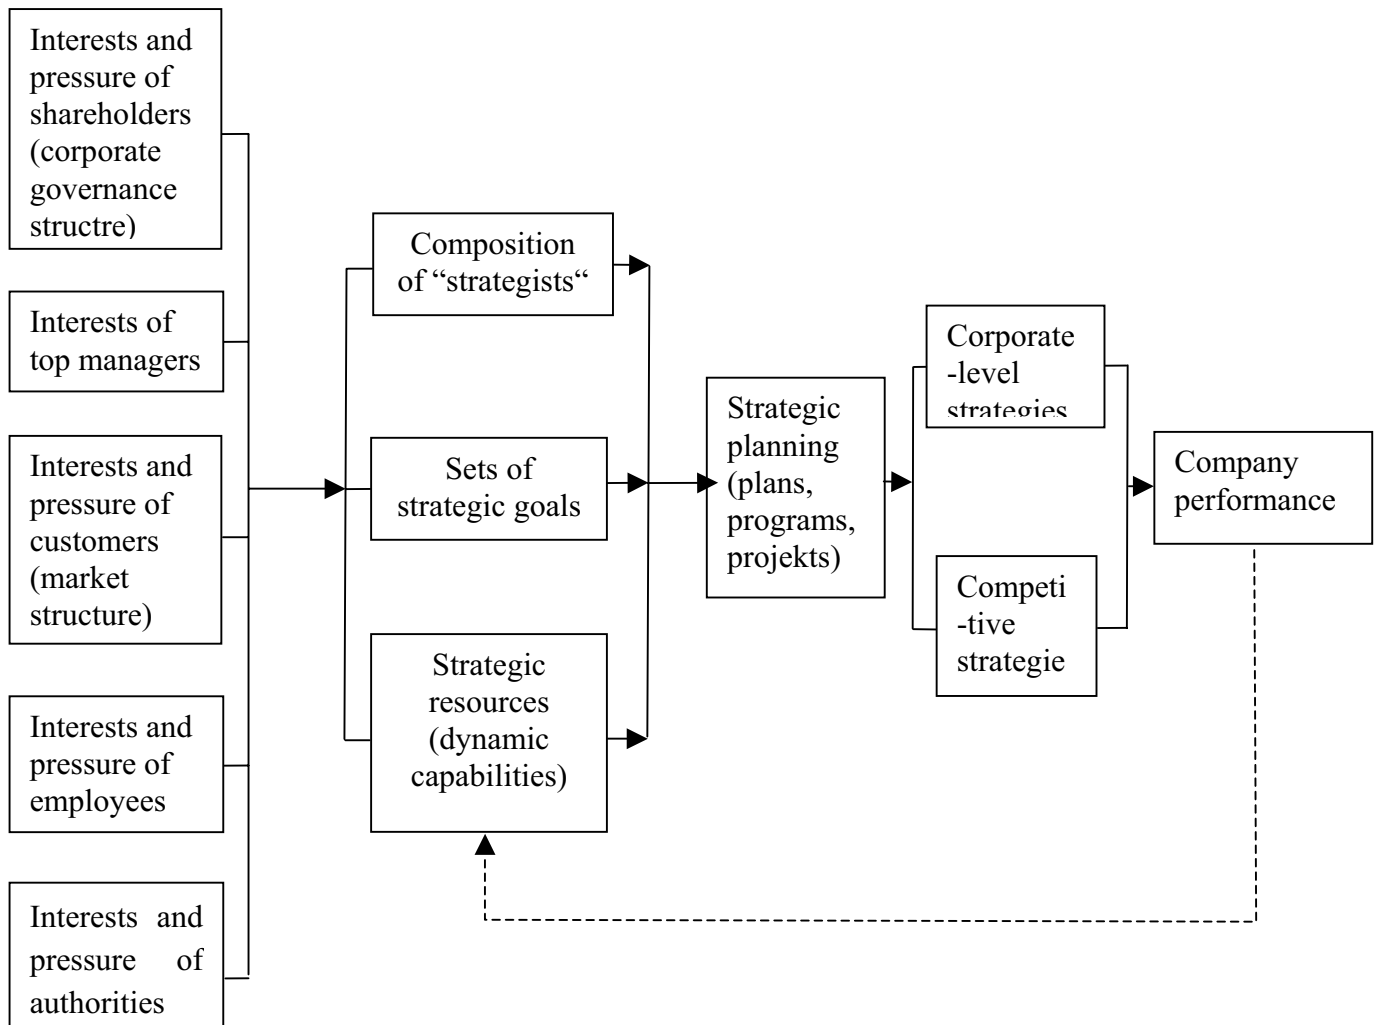 Interests and
pressure of
shareholders
(corporate
governance
structre)
Interests of
top managers
Interests and
pressure of
customers
(market
structure)
Interests and
pressure of
employees
Interests and
pressure of
authorities
Composition
of “strategists“
Sets of
strategic goals
Strategic
resources
(dynamic
capabilities)
Strategic
planning
(plans,
programs,
projekts)
Corporate
-level
strategies
Competi
-tive
strategie
Company
performance